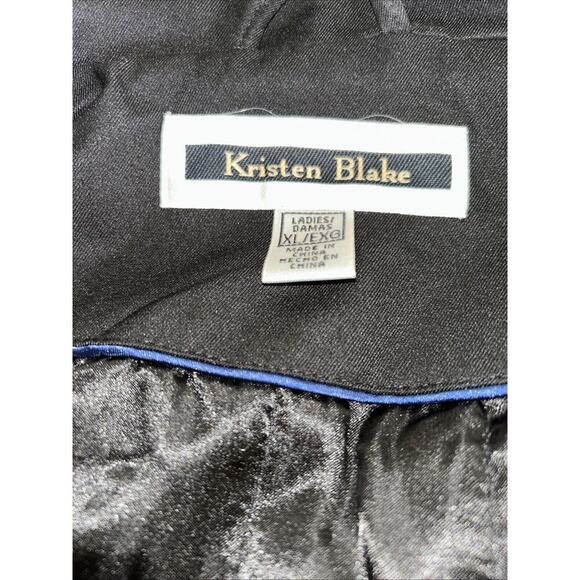 Kristen Blake
LADIES/
DAMAS
XL/EXG
MADE IN
CHINA
HECHO EN
CHINA